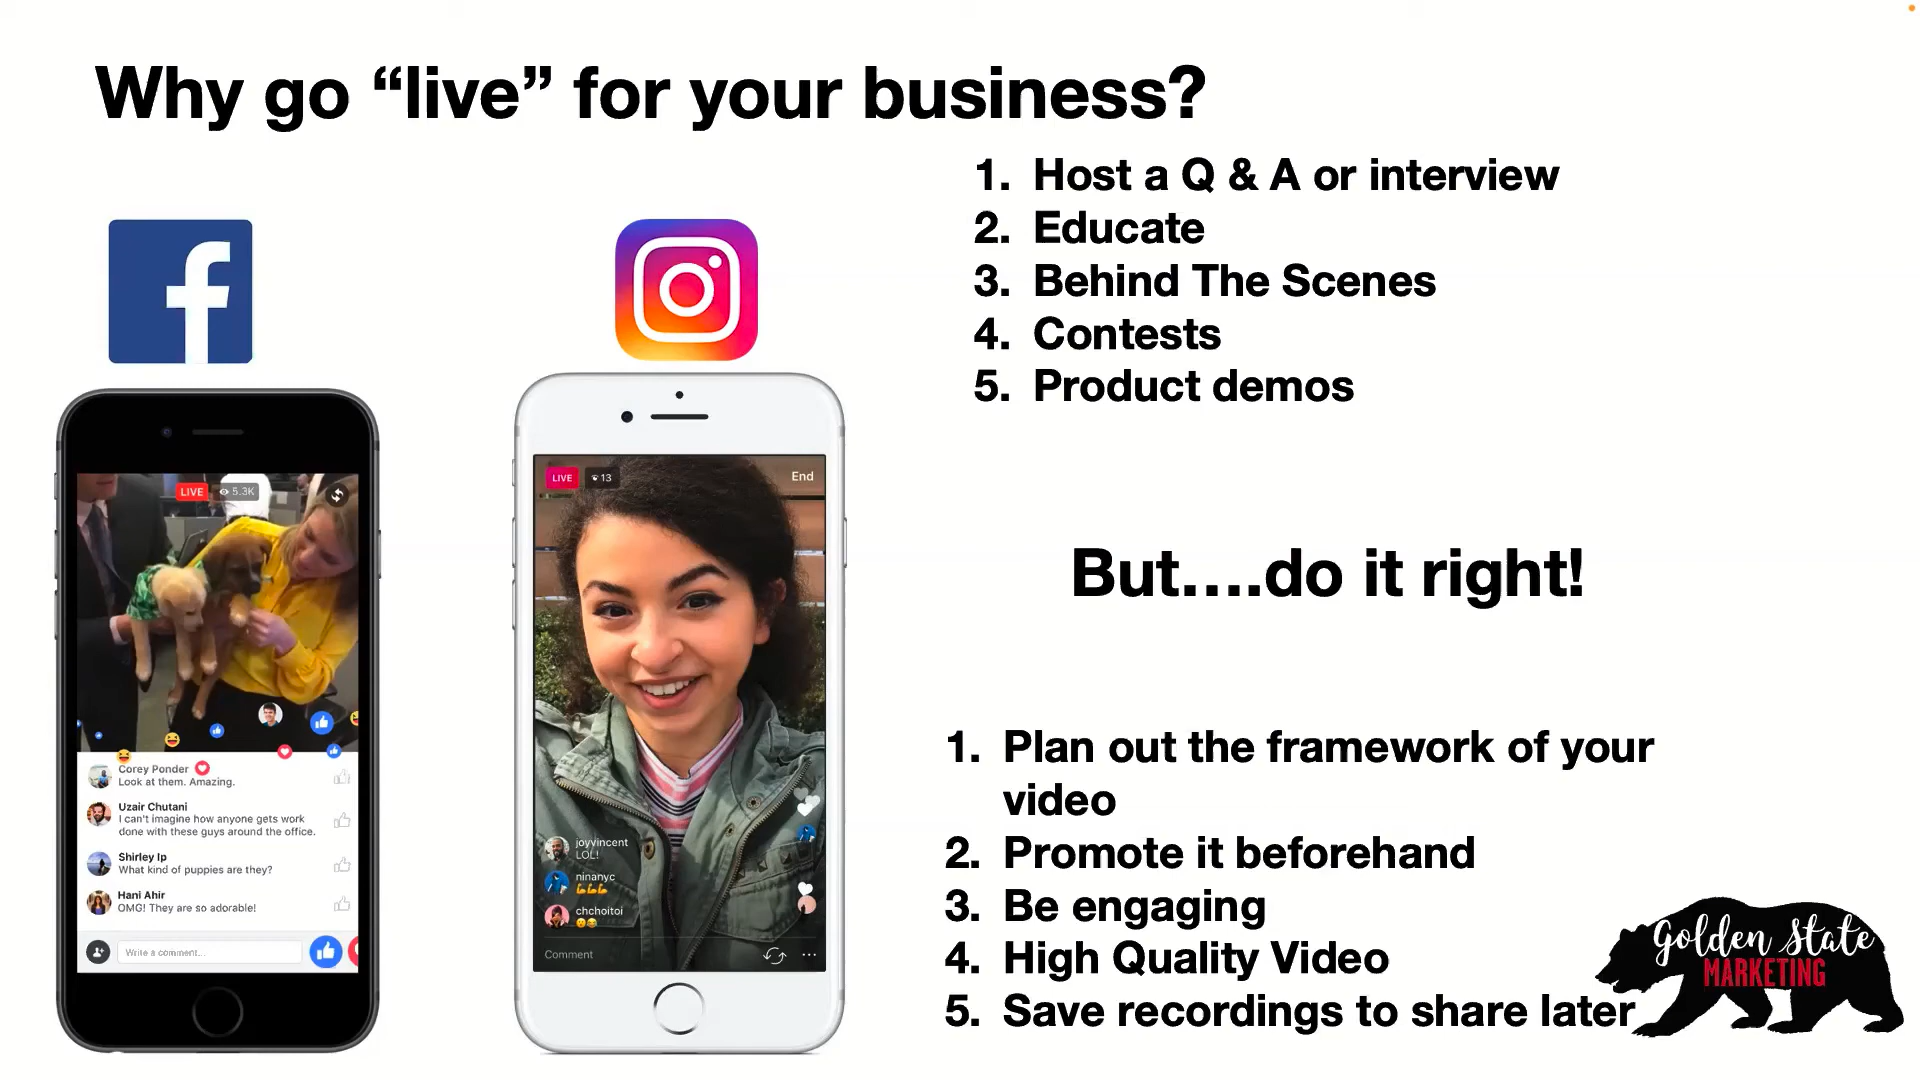 Why go “live” for your business?
1. Host a Q & A or interview
2. Educate
3. Behind The Scenes
4. Contests
5. Product demos
LIVE 5.3K
Corey Ponder
Look at them. Amazing.
Uzair Chutani
I can't imagine how anyone gets work
done with these guys around the office.
Shirley Ip
What kind of puppies are they?
Hani Ahir
OMG! They are so adorable!
Write a comment...
LIVE 13 End
joyvincent
LOL!
ninanyc
chchoitoi
Comment
But....do it right!
1. Plan out the framework of your
video
2. Promote it beforehand
3. Be engaging
4. High Quality Video
5. Save recordings to share later
Golden State
MARKETING